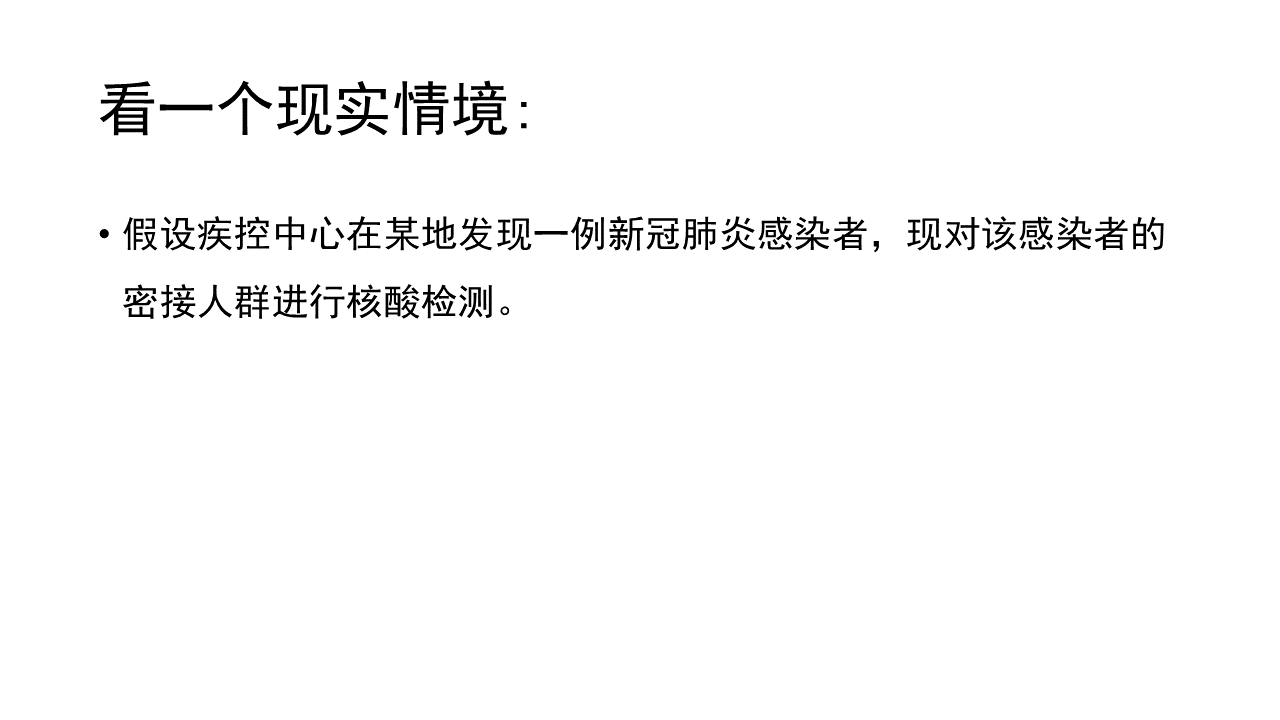 看一个现实情境:
• 假设疾控中心在某地发现一例新冠肺炎感染者，现对该感染者的
密接人群进行核酸检测。